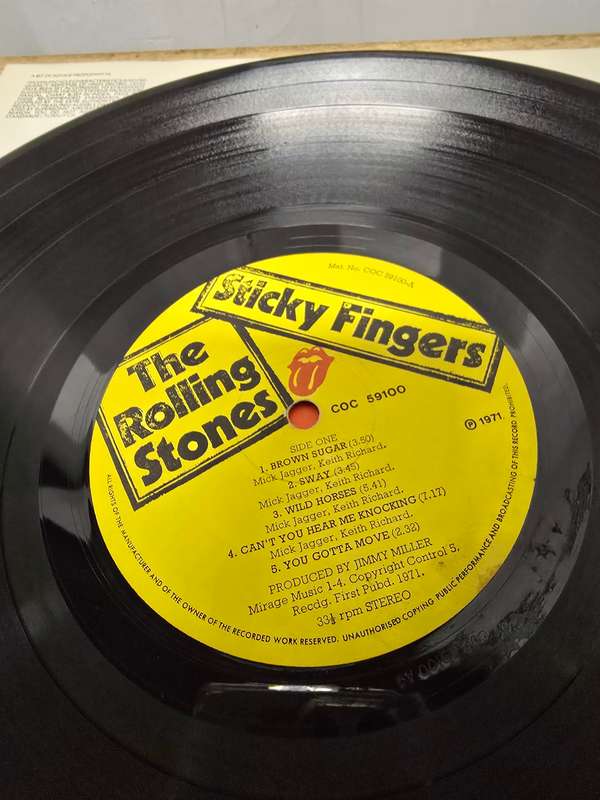 Mat. No. COC 59100-A
Sticky Fingers
The
Rolling
Stones
COC 59100
℗ 1971
SIDE ONE
1. BROWN SUGAR (3.50)
Mick Jagger, Keith Richard.
2. SWAY (3.45)
Mick Jagger, Keith Richard.
3. WILD HORSES (5.41)
Mick Jagger, Keith Richard.
4. CAN'T YOU HEAR ME KNOCKING (7.17)
Mick Jagger, Keith Richard.
5. YOU GOTTA MOVE (2.32)
PRODUCED BY JIMMY MILLER
Mirage Music 1-4. Copyright Control 5.
Recdg. First Pubd. 1971.
33⅓ rpm STEREO
ALL RIGHTS OF THE MANUFACTURER AND OF THE OWNER OF THE RECORDED WORK RESERVED. UNAUTHORISED COPYING PUBLIC PERFORMANCE AND BROADCASTING OF THIS RECORD PROHIBITED.